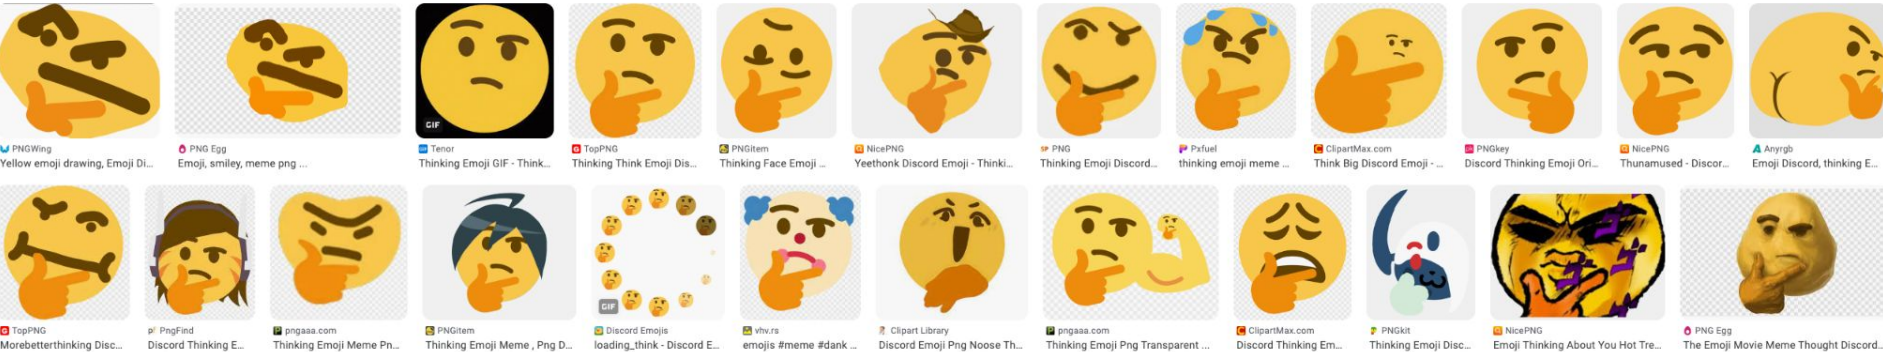 PNGWing
Yellow emoji drawing, Emoji Di...
PNG Egg
Emoji, smiley, meme png ...
GIF
Tenor
Thinking Emoji GIF - Think...
TopPNG
Thinking Think Emoji Dis...
PNGitem
Thinking Face Emoji ...
NicePNG
Yeethonk Discord Emoji - Thinki...
PNG
Thinking Emoji Discord...
Pxfuel
thinking emoji meme ...
ClipartMax.com
Think Big Discord Emoji - ...
PNGkey
Discord Thinking Emoji Ori...
NicePNG
Thunamused - Discor...
Anyrgb
Emoji Discord, thinking E...
TopPNG
Morebetterthinking Disc...
PngFind
Discord Thinking E...
pngaaa.com
Thinking Emoji Meme Pn...
PNGitem
Thinking Emoji Meme , Png D...
GIF
Discord Emojis
loading_think - Discord E...
vhv.rs
emojis #meme #dank ...
Clipart Library
Discord Emoji Png Noose Th...
pngaaa.com
Thinking Emoji Png Transparent ...
ClipartMax.com
Discord Thinking Em...
PNGkit
Thinking Emoji Disc...
NicePNG
Emoji Thinking About You Hot Tre...
PNG Egg
The Emoji Movie Meme Thought Discord...